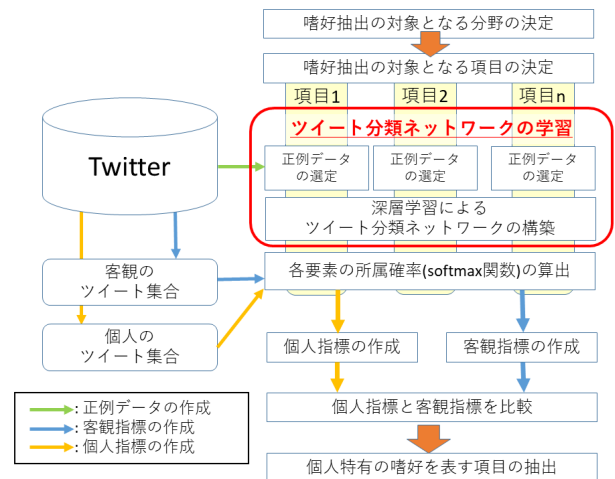 嗜好抽出の対象となる分野の決定
嗜好抽出の対象となる項目の決定
項目1
項目2
項目n
ツイート分類ネットワークの学習
Twitter
正例データ
の選定
正例データ
の選定
正例データ
の選定
深層学習による
ツイート分類ネットワークの構築
客観の
ツイート集合
各要素の所属確率(softmax関数)の算出
個人の
ツイート集合
個人指標の作成
客観指標の作成
: 正例データの作成
: 客観指標の作成
: 個人指標の作成
個人指標と客観指標を比較
個人特有の嗜好を表す項目の抽出